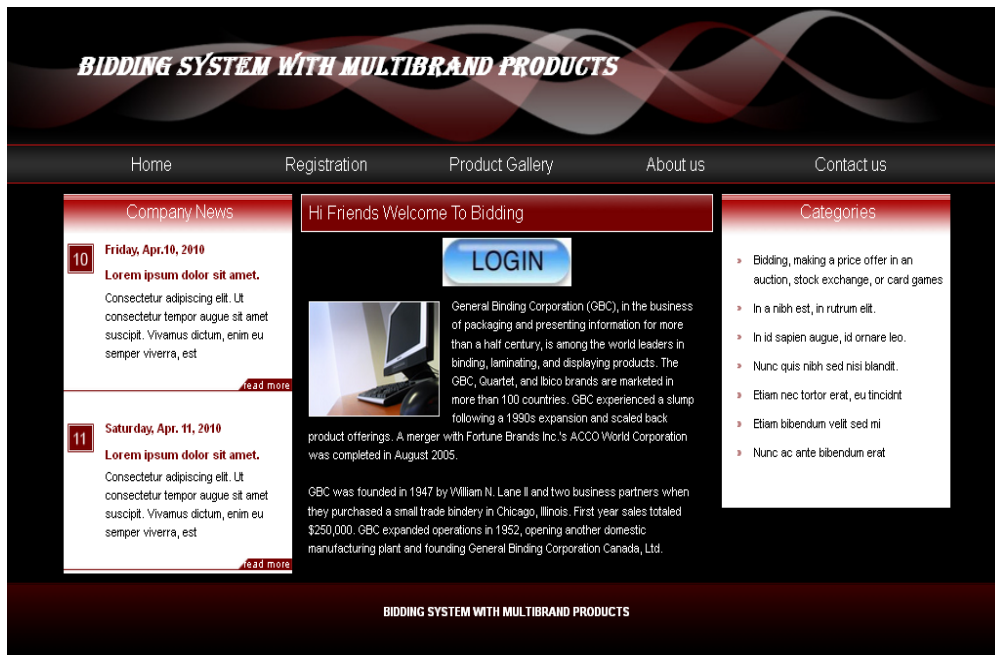 BIDDING SYSTEM WITH MULTIBRAND PRODUCTS
Home Registration Product Gallery About us Contact us
Company News
10
Friday, Apr.10, 2010
Lorem ipsum dolor sit amet.
Consectetur adipiscing elit. Ut
consectetur tempor augue sit amet
suscipit. Vivamus dictum, enim eu
semper viverra, est
read more
11
Saturday, Apr. 11, 2010
Lorem ipsum dolor sit amet.
Consectetur adipiscing elit. Ut
consectetur tempor augue sit amet
suscipit. Vivamus dictum, enim eu
semper viverra, est
read more
Hi Friends Welcome To Bidding
LOGIN
General Binding Corporation (GBC), in the business
of packaging and presenting information for more
than a half century, is among the world leaders in
binding, laminating, and displaying products. The
GBC, Quartet, and Ibico brands are marketed in
more than 100 countries. GBC experienced a slump
following a 1990s expansion and scaled back
product offerings. A merger with Fortune Brands Inc.'s ACCO World Corporation
was completed in August 2005.
GBC was founded in 1947 by William N. Lane II and two business partners when
they purchased a small trade bindery in Chicago, Illinois. First year sales totaled
$250,000. GBC expanded operations in 1952, opening another domestic
manufacturing plant and founding General Binding Corporation Canada, Ltd.
Categories
» Bidding, making a price offer in an
auction, stock exchange, or card games
» In a nibh est, in rutrum elit.
» In id sapien augue, id ornare leo.
» Nunc quis nibh sed nisi blandit.
» Etiam nec tortor erat, eu tincidnt
» Etiam bibendum velit sed mi
» Nunc ac ante bibendum erat
BIDDING SYSTEM WITH MULTIBRAND PRODUCTS